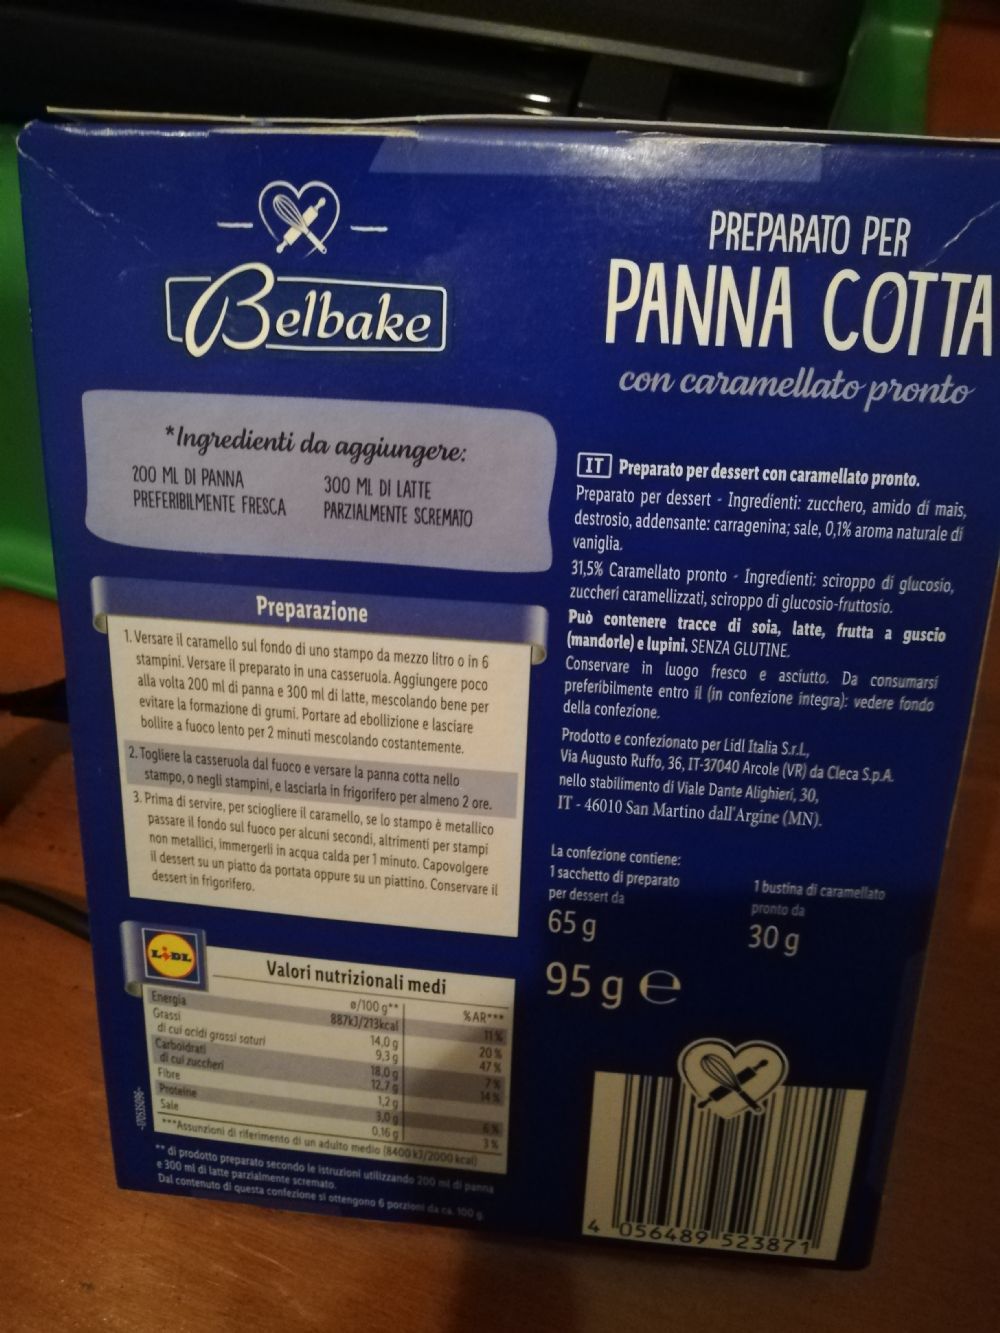 Belbake
PREPARATO PER
PANNA COTTA
con caramellato pronto
*Ingredienti da aggiungere:
200 ML DI PANNA
PREFERIBILMENTE FRESCA
300 ML DI LATTE
PARZIALMENTE SCREMATO
Preparazione
1. Versare il caramello sul fondo di uno stampo da mezzo litro o in 6
stampini. Versare il preparato in una casseruola. Aggiungere poco
alla volta 200 ml di panna e 300 ml di latte, mescolando bene per
evitare la formazione di grumi. Portare ad ebollizione e lasciare
bollire a fuoco lento per 2 minuti mescolando costantemente.
2. Togliere la casseruola dal fuoco e versare la panna cotta nello
stampo, o negli stampini, e lasciarla in frigorifero per almeno 2 ore.
3. Prima di servire, per sciogliere il caramello, se lo stampo è metallico
passare il fondo sul fuoco per alcuni secondi, altrimenti per stampi
non metallici, immergerli in acqua calda per 1 minuto. Capovolgere
il dessert su un piatto da portata oppure su un piattino. Conservare il
dessert in frigorifero.
LIDL
Valori nutrizionali medi
ø/100 g** %AR***
Energia 887kJ/213kcal 11%
Grassi 14,0 g 20%
di cui acidi grassi saturi 9,3 g 47%
Carboidrati 18,0 g 7%
di cui zuccheri 12,7 g 14%
Fibre 1,2 g
Proteine 3,0 g 6%
Sale 0,16 g 3%
***Assunzioni di riferimento di un adulto medio (8400 kJ/2000 kcal)
** di prodotto preparato secondo le istruzioni utilizzando 200 ml di panna
e 300 ml di latte parzialmente scremato.
Dal contenuto di questa confezione si ottengono 6 porzioni da ca. 100 g.
IT Preparato per dessert con caramellato pronto.
Preparato per dessert - Ingredienti: zucchero, amido di mais,
destrosio, addensante: carragenina; sale, 0,1% aroma naturale di
vaniglia.
31,5% Caramellato pronto - Ingredienti: sciroppo di glucosio,
zuccheri caramellizzati, sciroppo di glucosio-fruttosio.
Può contenere tracce di soia, latte, frutta a guscio
(mandorle) e lupini. SENZA GLUTINE.
Conservare in luogo fresco e asciutto. Da consumarsi
preferibilmente entro il (in confezione integra): vedere fondo
della confezione.
Prodotto e confezionato per Lidl Italia S.r.l.,
Via Augusto Ruffo, 36, IT-37040 Arcole (VR) da Cleca S.p.A.
nello stabilimento di Viale Dante Alighieri, 30,
IT - 46010 San Martino dall'Argine (MN).
La confezione contiene:
1 sacchetto di preparato
per dessert da
65 g
1 bustina di caramellato
pronto da
30 g
95 g e
4 056489 523871